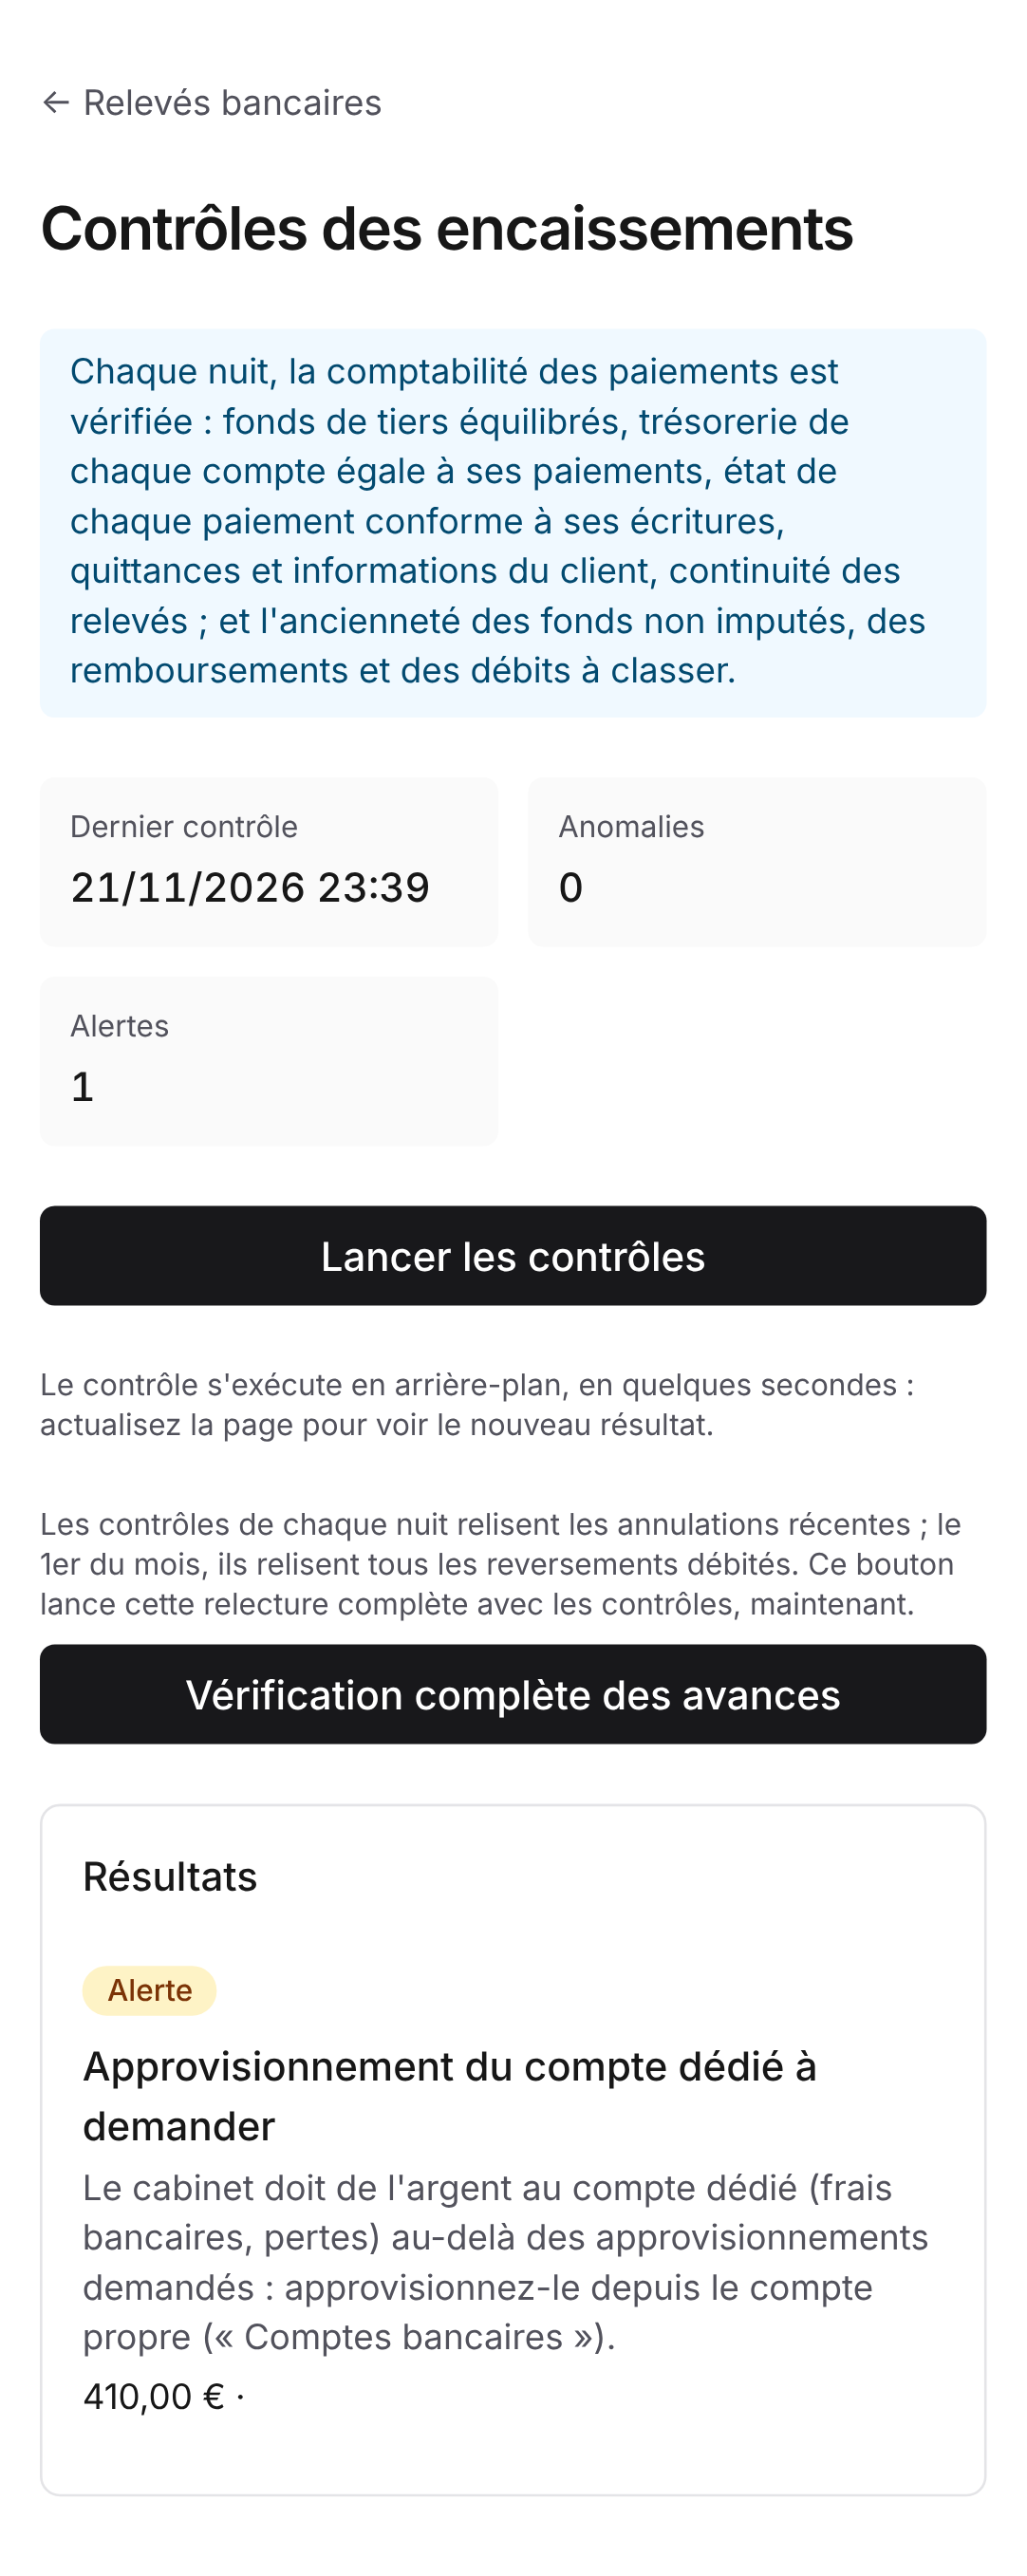 ← Relevés bancaires
Contrôles des encaissements
Chaque nuit, la comptabilité des paiements est
vérifiée : fonds de tiers équilibrés, trésorerie de
chaque compte égale à ses paiements, état de
chaque paiement conforme à ses écritures,
quittances et informations du client, continuité des
relevés ; et l'ancienneté des fonds non imputés, des
remboursements et des débits à classer.
Dernier contrôle
21/11/2026 23:39
Anomalies
0
Alertes
1
Lancer les contrôles
Le contrôle s'exécute en arrière-plan, en quelques secondes :
actualisez la page pour voir le nouveau résultat.
Les contrôles de chaque nuit relisent les annulations récentes ; le
1er du mois, ils relisent tous les reversements débités. Ce bouton
lance cette relecture complète avec les contrôles, maintenant.
Vérification complète des avances
Résultats
Alerte
Approvisionnement du compte dédié à
demander
Le cabinet doit de l'argent au compte dédié (frais
bancaires, pertes) au-delà des approvisionnements
demandés : approvisionnez-le depuis le compte
propre (« Comptes bancaires »).
410,00 € ·